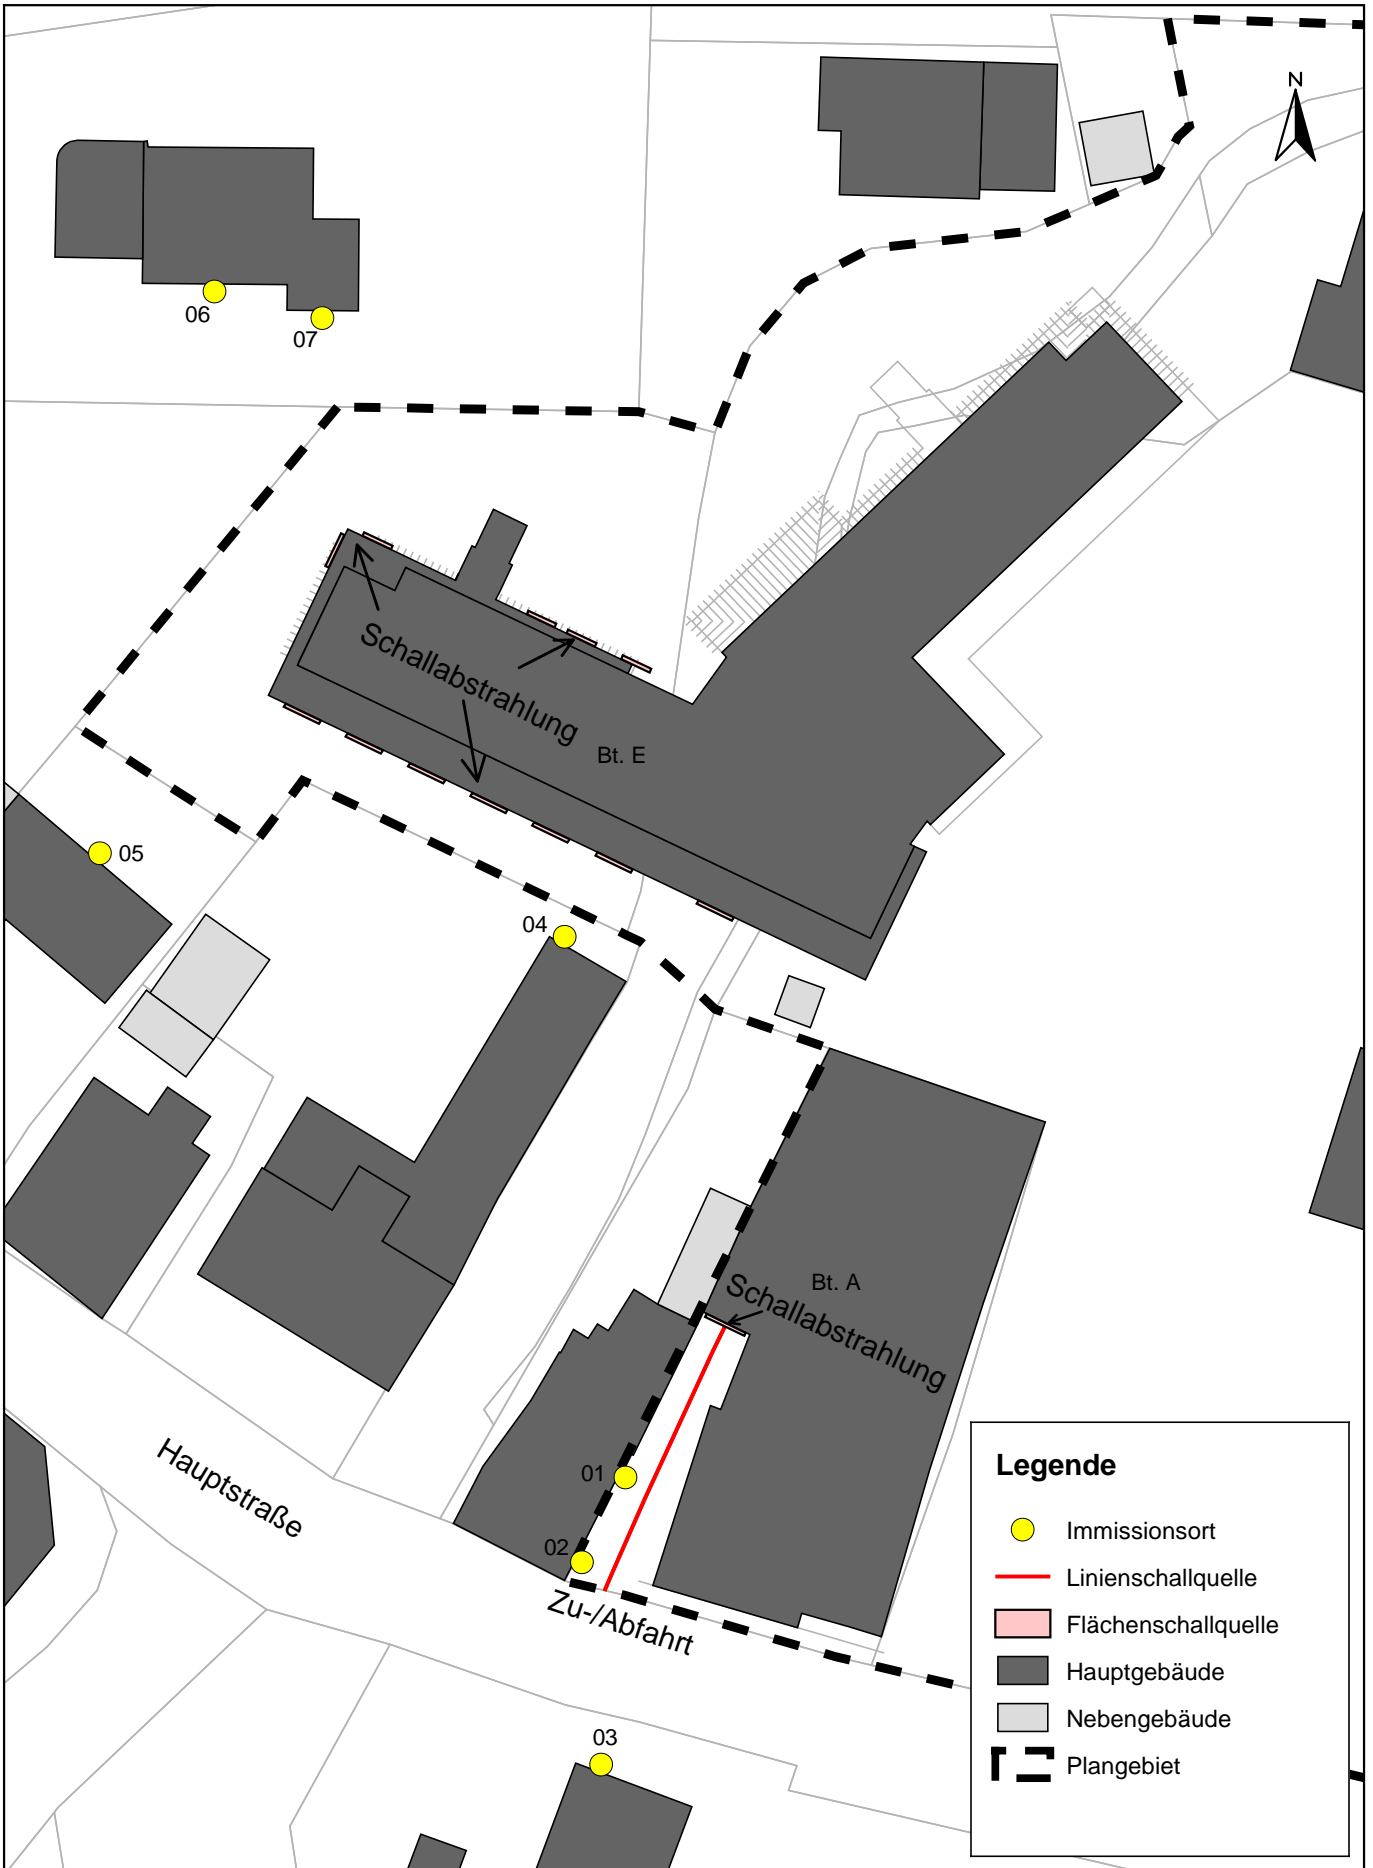 N
06
07
Schallabstrahlung
Bt. E
05
04
Bt. A
Schallabstrahlung
01
Hauptstraße
02
Zu-/Abfahrt
03
Legende
Immissionsort
Linienschallquelle
Flächenschallquelle
Hauptgebäude
Nebengebäude
Plangebiet